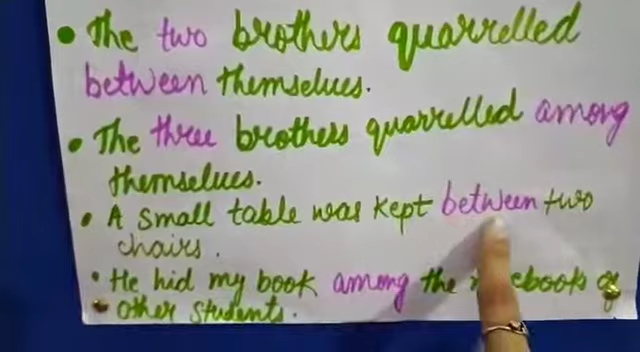 • The two brothers quarrelled
between themselves.
• The three brothers quarrelled among
themselves.
• A small table was kept between two
chairs.
• He hid my book among the of
other students.